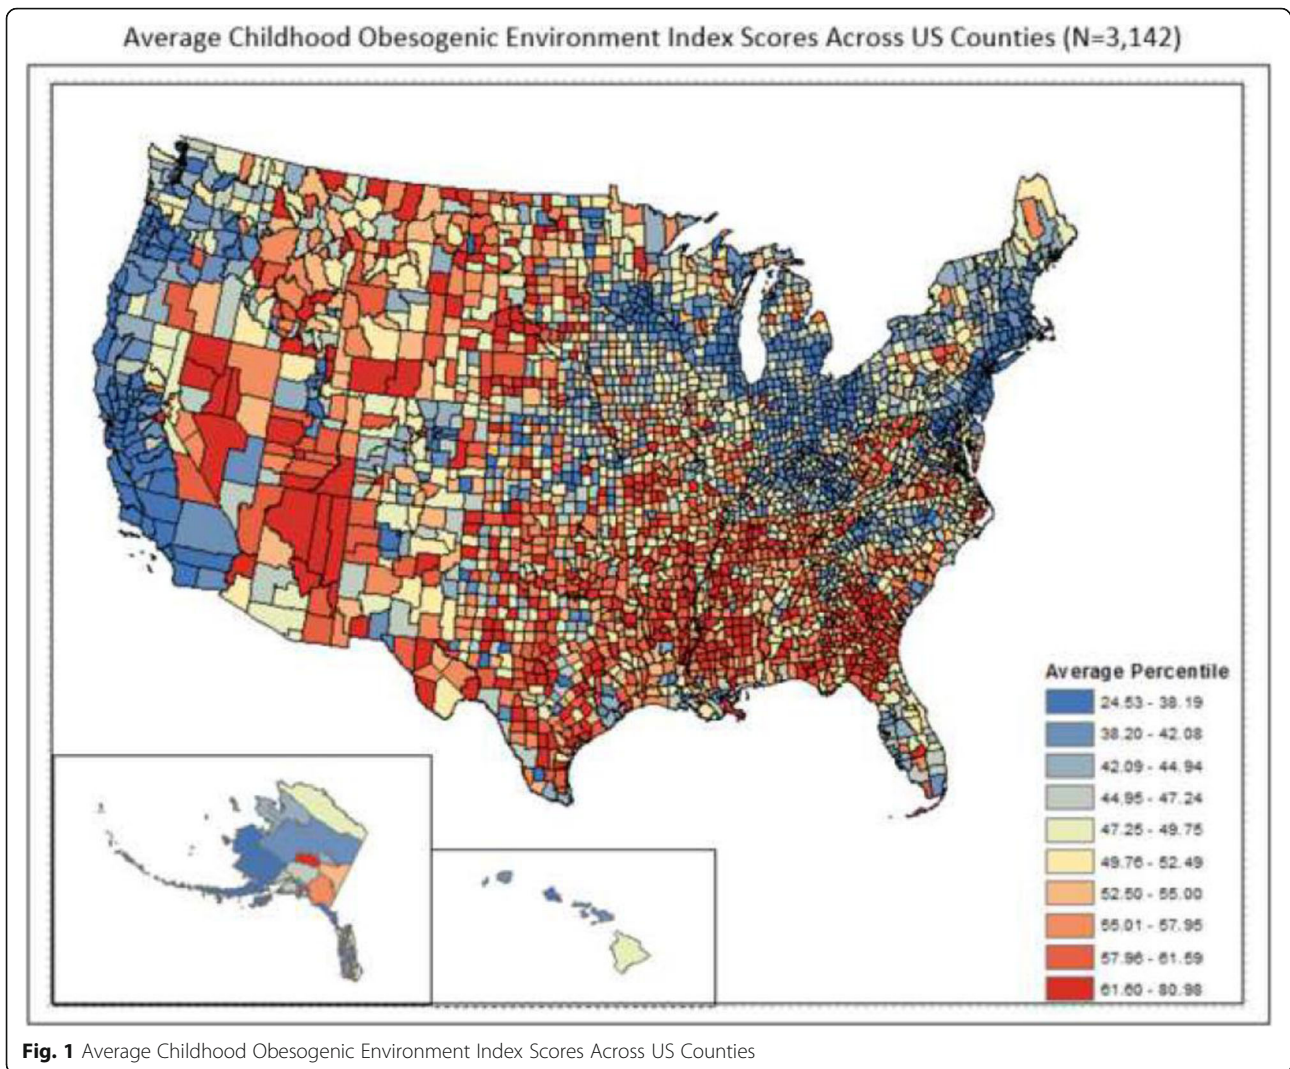 Average Childhood Obesogenic Environment Index Scores Across US Counties (N=3,142)
Average Percentile
24.53 - 38.19
38.20 - 42.08
42.09 - 44.94
44.95 - 47.24
47.25 - 49.75
49.76 - 52.49
52.50 - 55.00
55.01 - 57.95
57.96 - 61.59
61.60 - 80.98
Fig. 1 Average Childhood Obesogenic Environment Index Scores Across US Counties